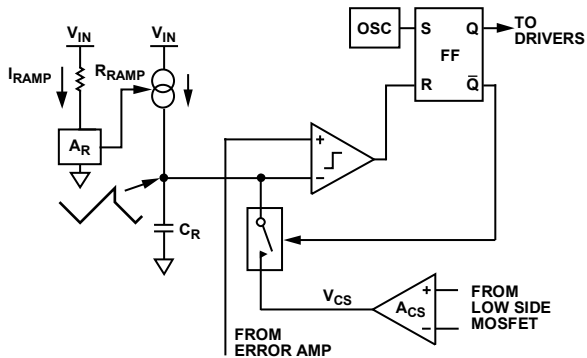 OSC
S
Q
TO
DRIVERS
FF
R
Q̅
VIN
VIN
IRAMP
RRAMP
AR
+
–
CR
VCS
ACS
+
–
FROM
LOW SIDE
MOSFET
FROM
ERROR AMP